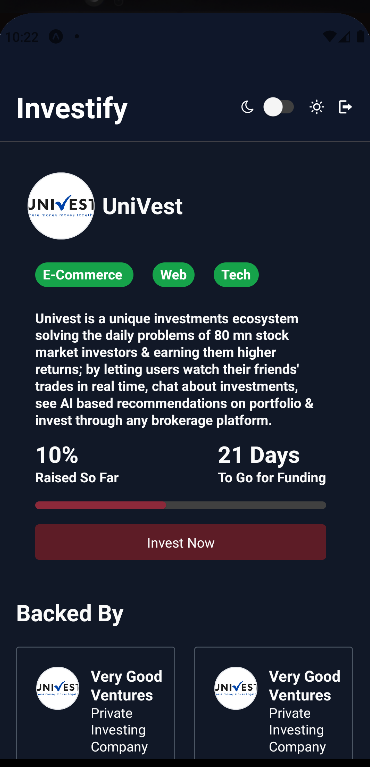 10:22
Investify
UNIVEST
UniVest
E-Commerce Web Tech
Univest is a unique investments ecosystem
solving the daily problems of 80 mn stock
market investors & earning them higher
returns; by letting users watch their friends'
trades in real time, chat about investments,
see AI based recommendations on portfolio &
invest through any brokerage platform.
10% 21 Days
Raised So Far To Go for Funding
Invest Now
Backed By
UNIVEST
Very Good
Ventures
Private
Investing
Company
UNIVEST
Very Good
Ventures
Private
Investing
Company